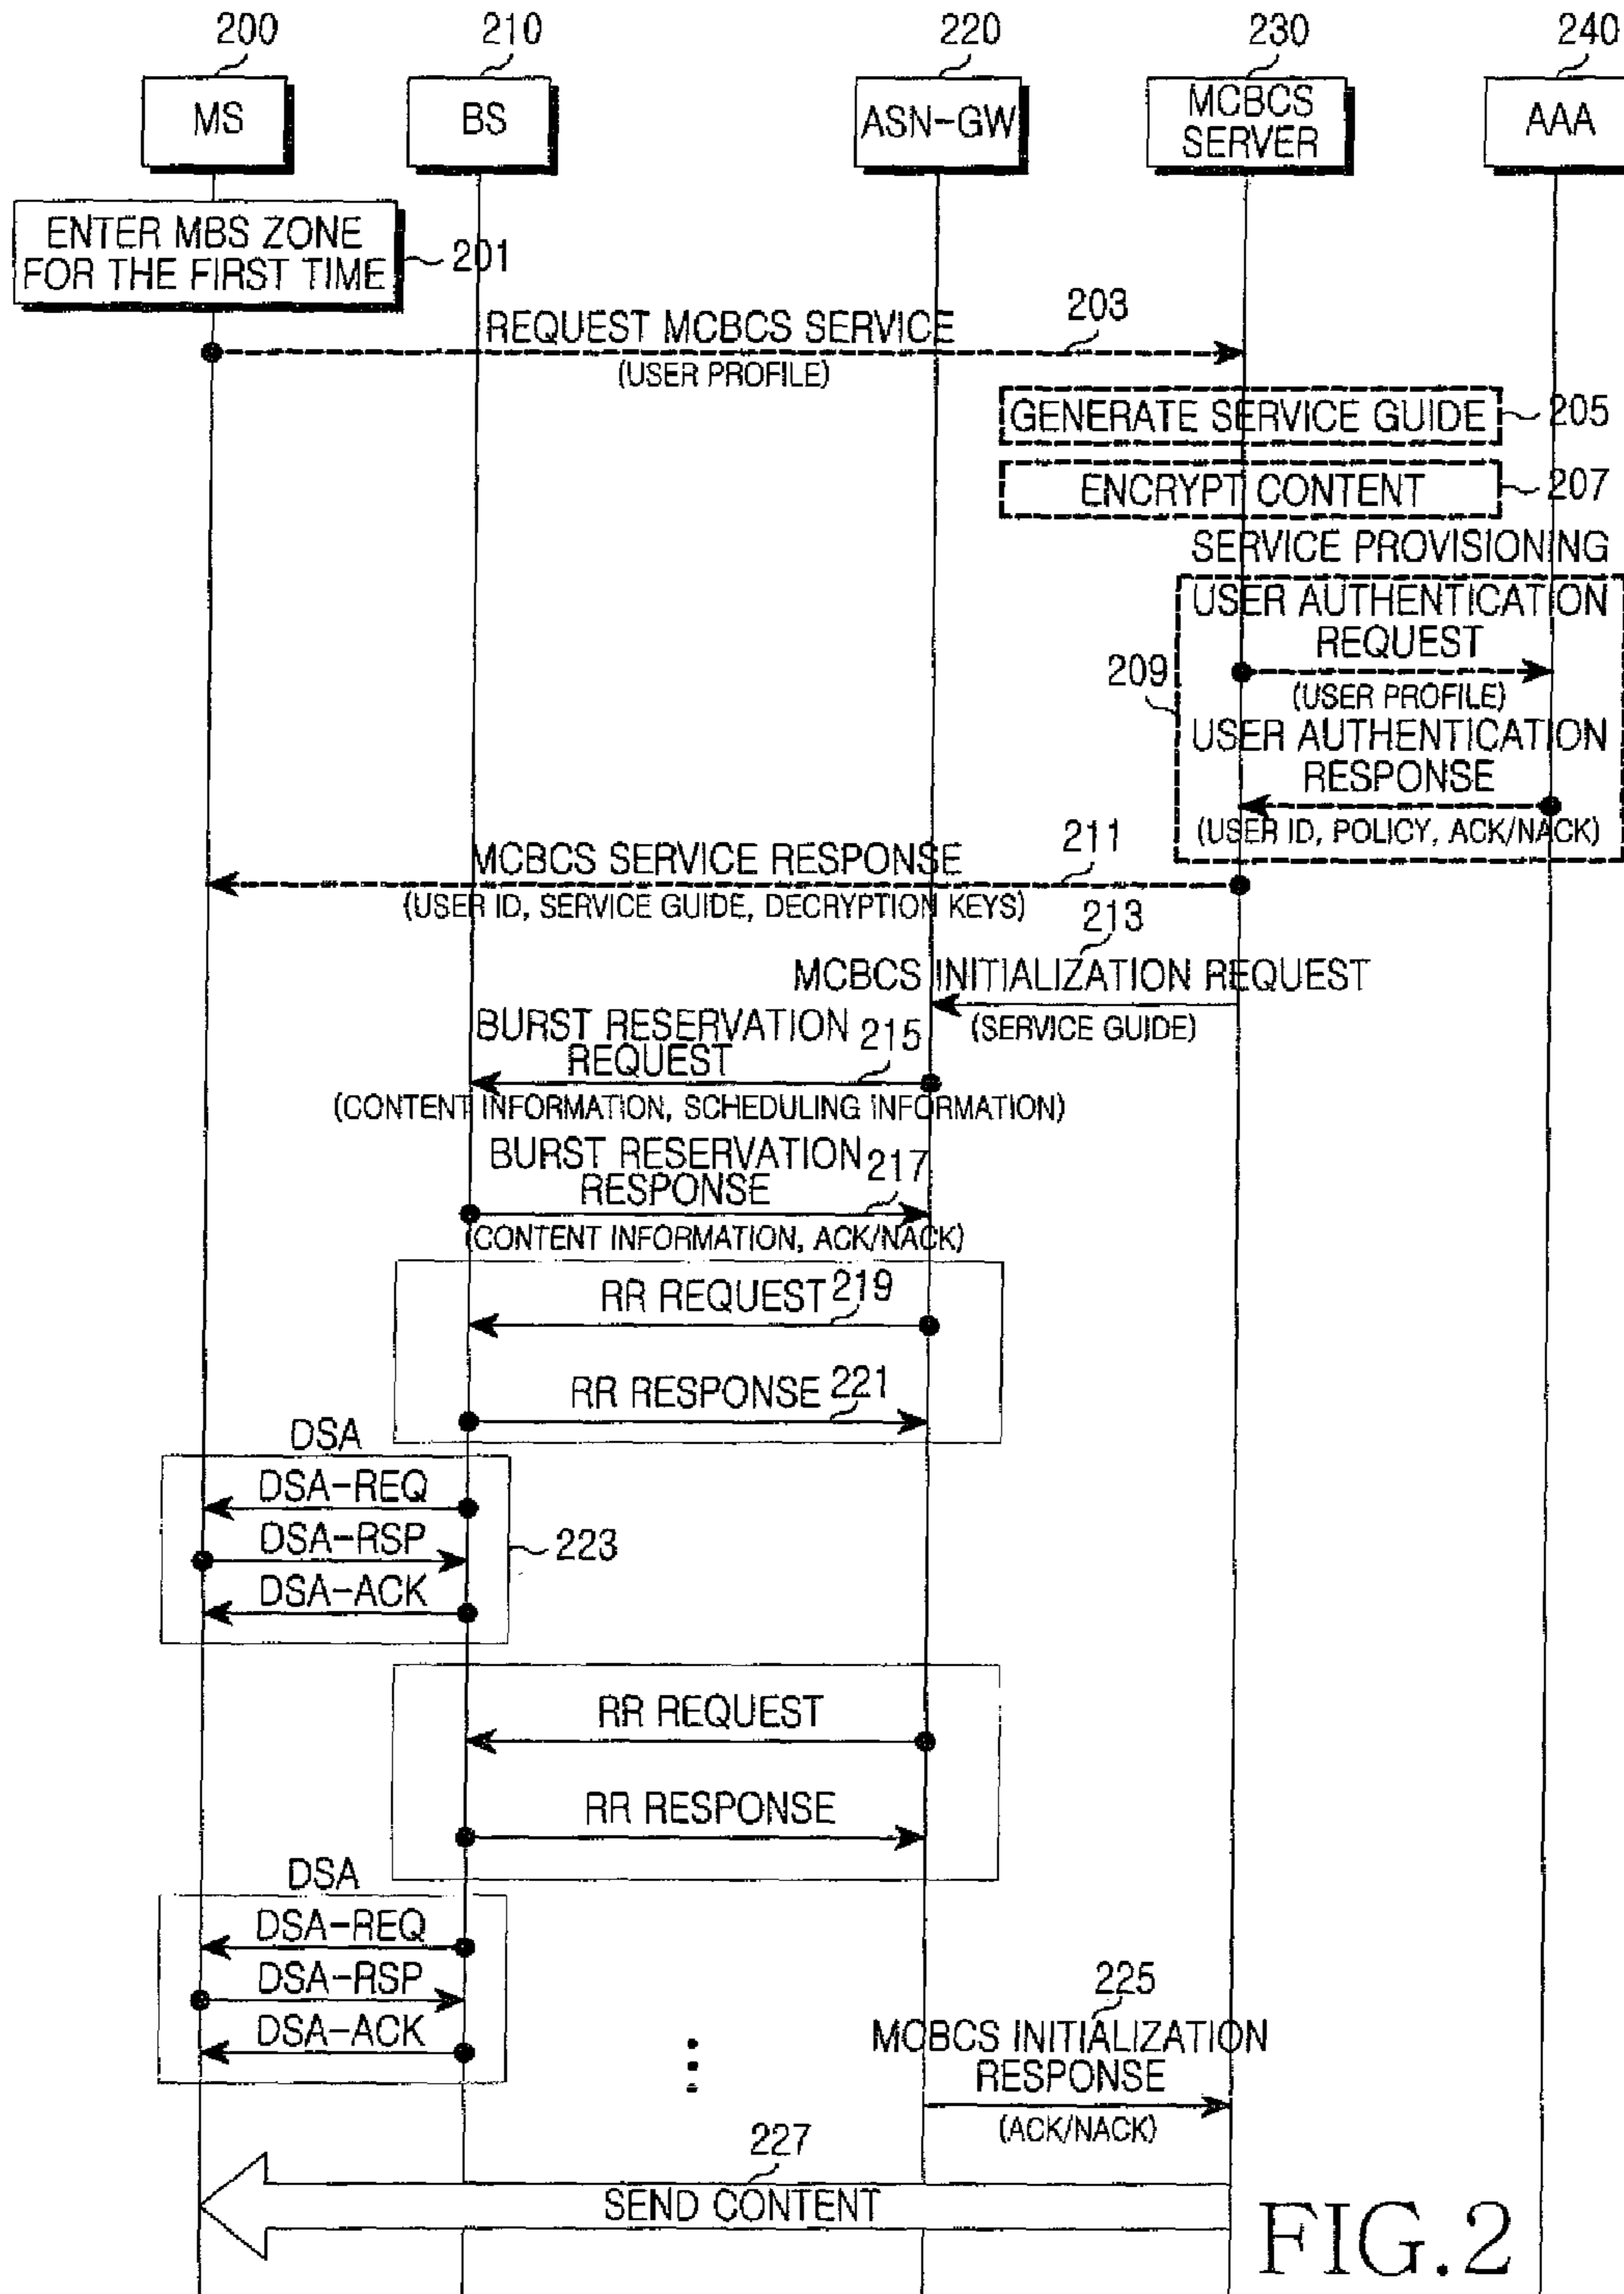 200
210
220
230
240
MS
BS
ASN-GW
MCBCS
SERVER
AAA
ENTER MBS ZONE
FOR THE FIRST TIME
201
REQUEST MCBCS SERVICE
203
(USER PROFILE)
GENERATE SERVICE GUIDE
205
ENCRYPT CONTENT
207
SERVICE PROVISIONING
USER AUTHENTICATION
REQUEST
209
(USER PROFILE)
USER AUTHENTICATION
RESPONSE
(USER ID, POLICY, ACK/NACK)
MCBCS SERVICE RESPONSE
211
(USER ID, SERVICE GUIDE, DECRYPTION KEYS)
213
MCBCS INITIALIZATION REQUEST
(SERVICE GUIDE)
BURST RESERVATION
REQUEST
215
(CONTENT INFORMATION, SCHEDULING INFORMATION)
BURST RESERVATION
RESPONSE
217
(CONTENT INFORMATION, ACK/NACK)
RR REQUEST
219
RR RESPONSE
221
DSA
DSA-REQ
DSA-RSP
223
DSA-ACK
RR REQUEST
RR RESPONSE
DSA
DSA-REQ
DSA-RSP
DSA-ACK
225
MCBCS INITIALIZATION
RESPONSE
(ACK/NACK)
227
SEND CONTENT
FIG.2